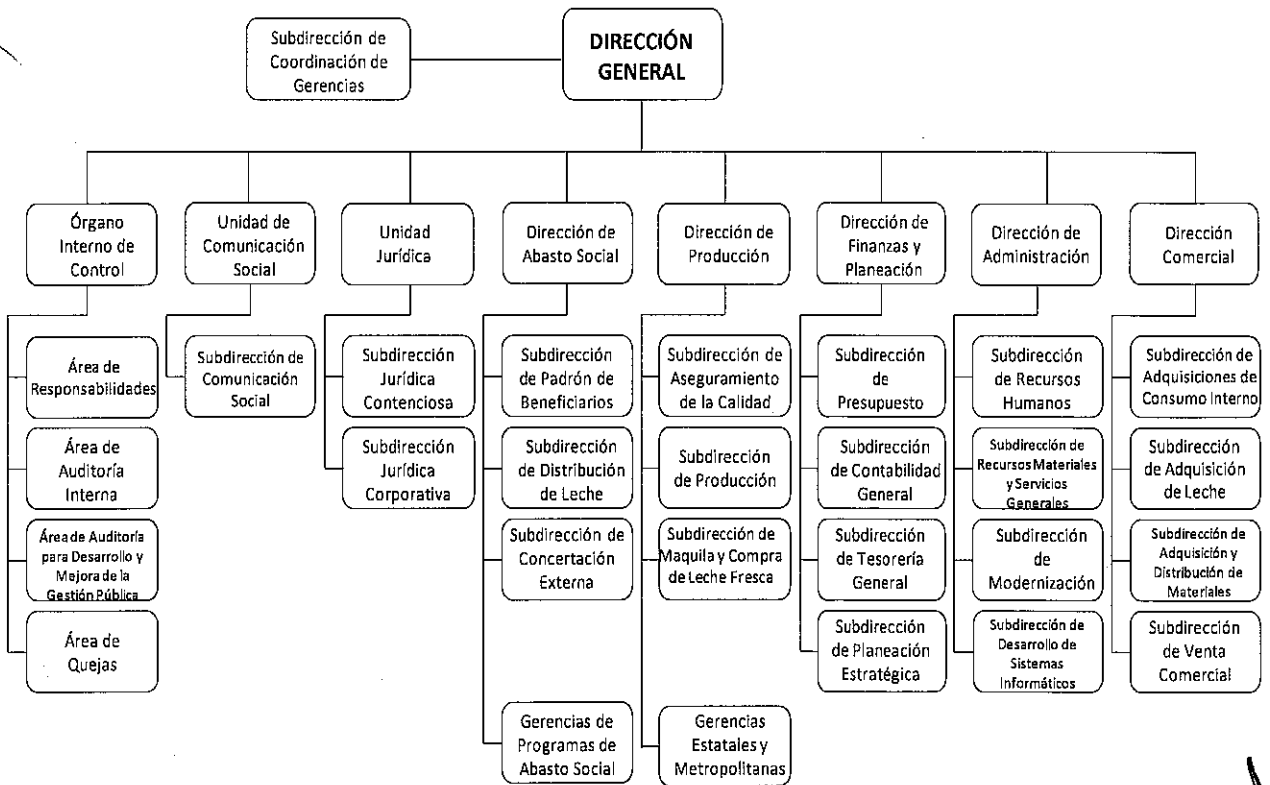 Subdirección de
Coordinación de
Gerencias
DIRECCIÓN
GENERAL
Órgano
Interno de
Control
Unidad de
Comunicación
Social
Unidad
Jurídica
Dirección de
Abasto Social
Dirección de
Producción
Dirección de
Finanzas y
Planeación
Dirección de
Administración
Dirección
Comercial
Área de
Responsabilidades
Subdirección de
Comunicación
Social
Subdirección
Jurídica
Contenciosa
Subdirección
de Padrón de
Beneficiarios
Subdirección de
Aseguramiento
de la Calidad
Subdirección
de
Presupuesto
Subdirección
de Recursos
Humanos
Subdirección de
Adquisiciones de
Consumo Interno
Área de
Auditoría
Interna
Subdirección
Jurídica
Corporativa
Subdirección
de Distribución
de Leche
Subdirección
de Producción
Subdirección
de Contabilidad
General
Subdirección de
Recursos Materiales
y Servicios
Generales
Subdirección
de Adquisición
de Leche
Área de Auditoría
para Desarrollo y
Mejora de la
Gestión Pública
Subdirección de
Concertación
Externa
Subdirección de
Maquila y Compra
de Leche Fresca
Subdirección
de Tesorería
General
Subdirección
de
Modernización
Subdirección de
Adquisición y
Distribución de
Materiales
Área de
Quejas
Subdirección
de Planeación
Estratégica
Subdirección de
Desarrollo de
Sistemas
Informáticos
Subdirección
de Venta
Comercial
Gerencias de
Programas de
Abasto Social
Gerencias
Estatales y
Metropolitanas